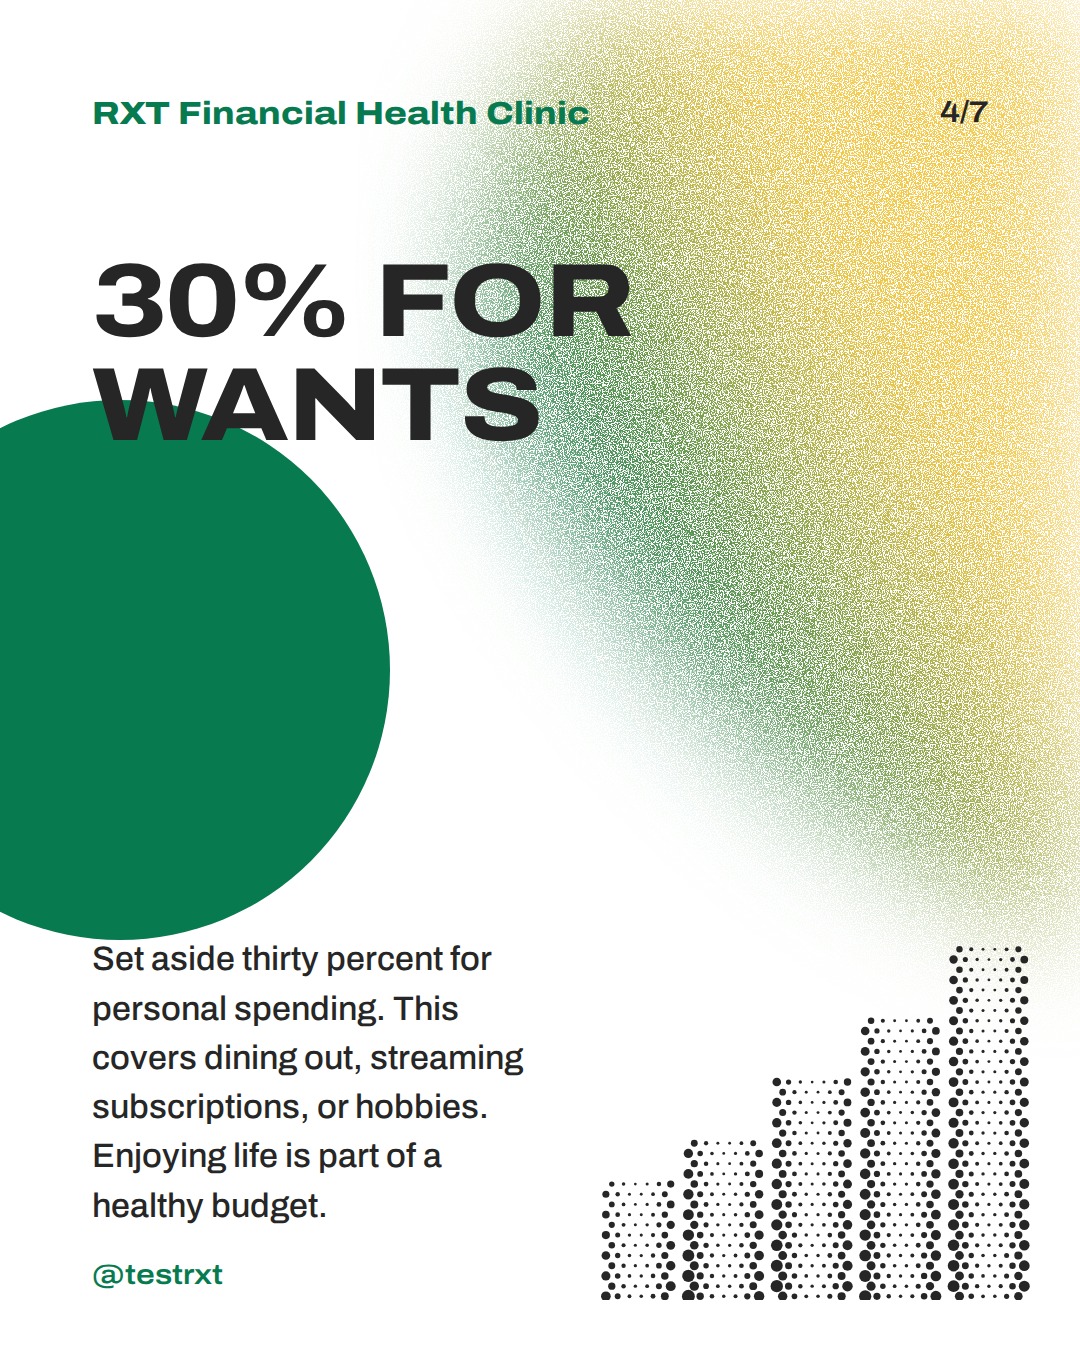 RXT Financial Health Clinic
4/7
30% FOR
WANTS
Set aside thirty percent for
personal spending. This
covers dining out, streaming
subscriptions, or hobbies.
Enjoying life is part of a
healthy budget.
@testrxt